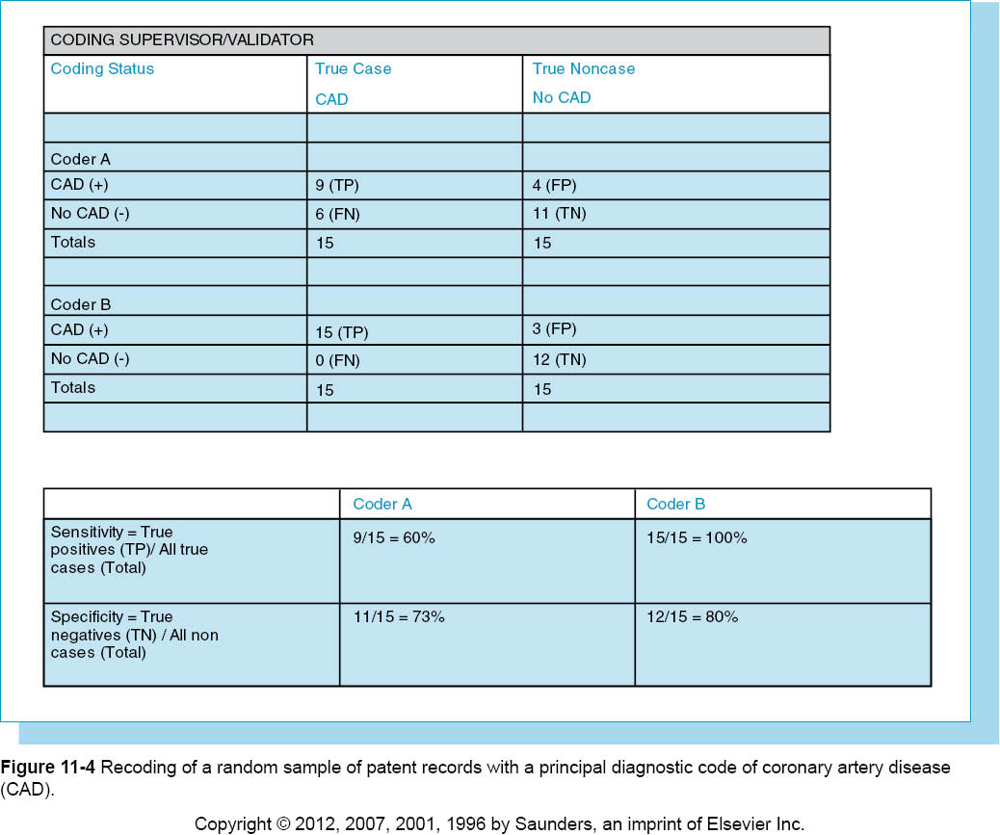 CODING SUPERVISOR/VALIDATOR
Coding Status True Case True Noncase
CAD No CAD
Coder A
CAD (+) 9 (TP) 4 (FP)
No CAD (-) 6 (FN) 11 (TN)
Totals 15 15
Coder B
CAD (+) 15 (TP) 3 (FP)
No CAD (-) 0 (FN) 12 (TN)
Totals 15 15
Coder A Coder B
Sensitivity = True
positives (TP)/ All true
cases (Total)
9/15 = 60% 15/15 = 100%
Specificity = True
negatives (TN) / All non
cases (Total)
11/15 = 73% 12/15 = 80%
Figure 11-4 Recoding of a random sample of patent records with a principal diagnostic code of coronary artery disease
(CAD).
Copyright © 2012, 2007, 2001, 1996 by Saunders, an imprint of Elsevier Inc.